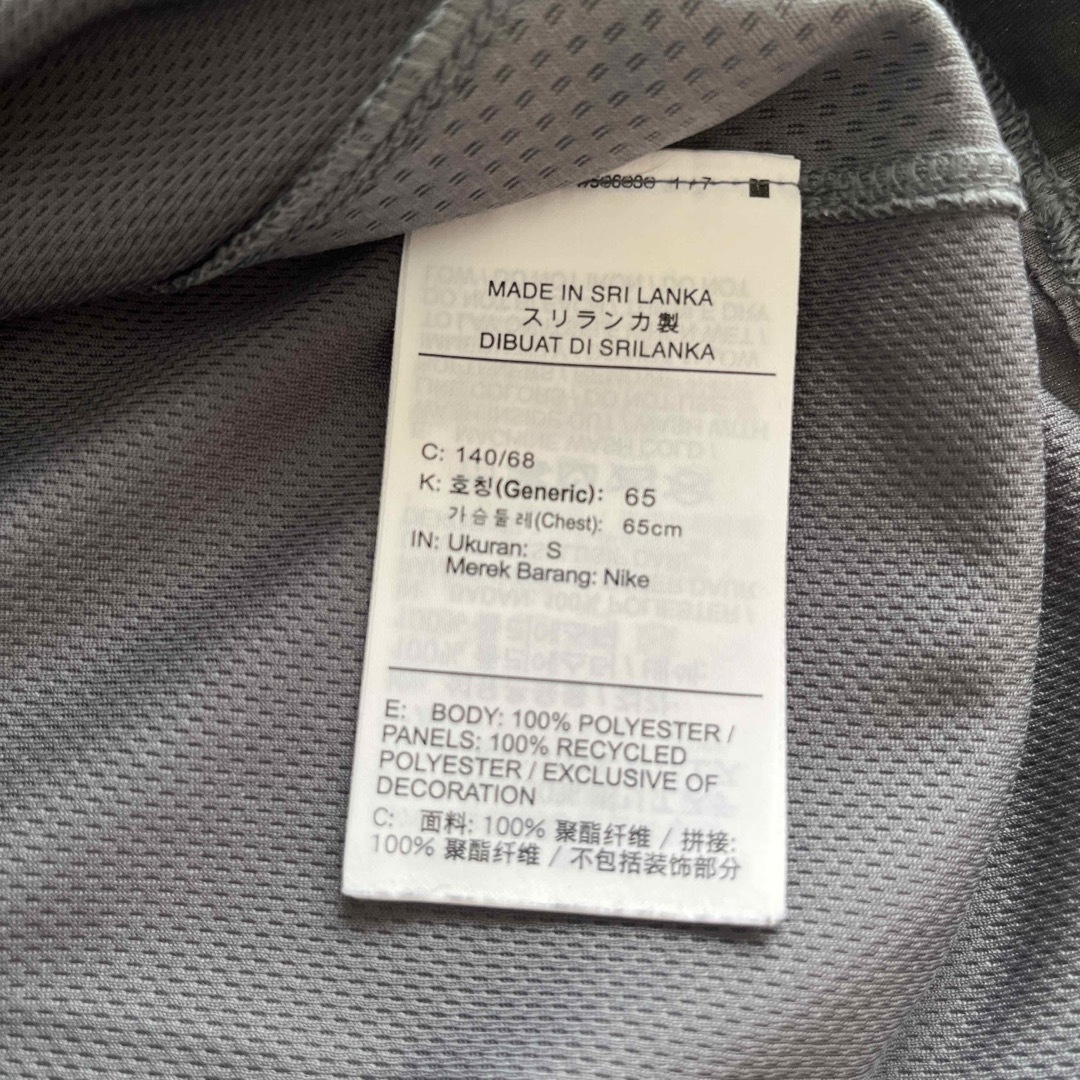 MADE IN SRI LANKA
スリランカ製
DIBUAT DI SRILANKA
C: 140/68
K: 호칭(Generic): 65
가슴둘레(Chest): 65cm
IN: Ukuran: S
Merek Barang: Nike
E: BODY: 100% POLYESTER /
PANELS: 100% RECYCLED
POLYESTER / EXCLUSIVE OF
DECORATION
C: 面料: 100% 聚酯纤维 / 拼接:
100% 聚酯纤维 / 不包括装饰部分